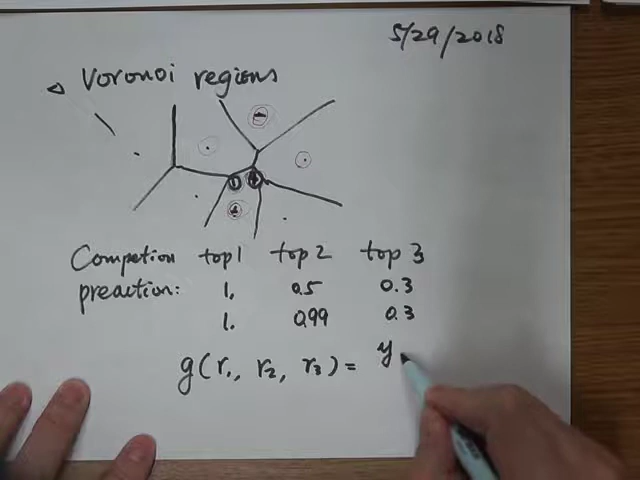 5/29/2018
Voronoi regions
Competion top1 top2 top3
preaction: 1. 0.5 0.3
1. 0.99 0.3
g(r1, r2, r3) = y